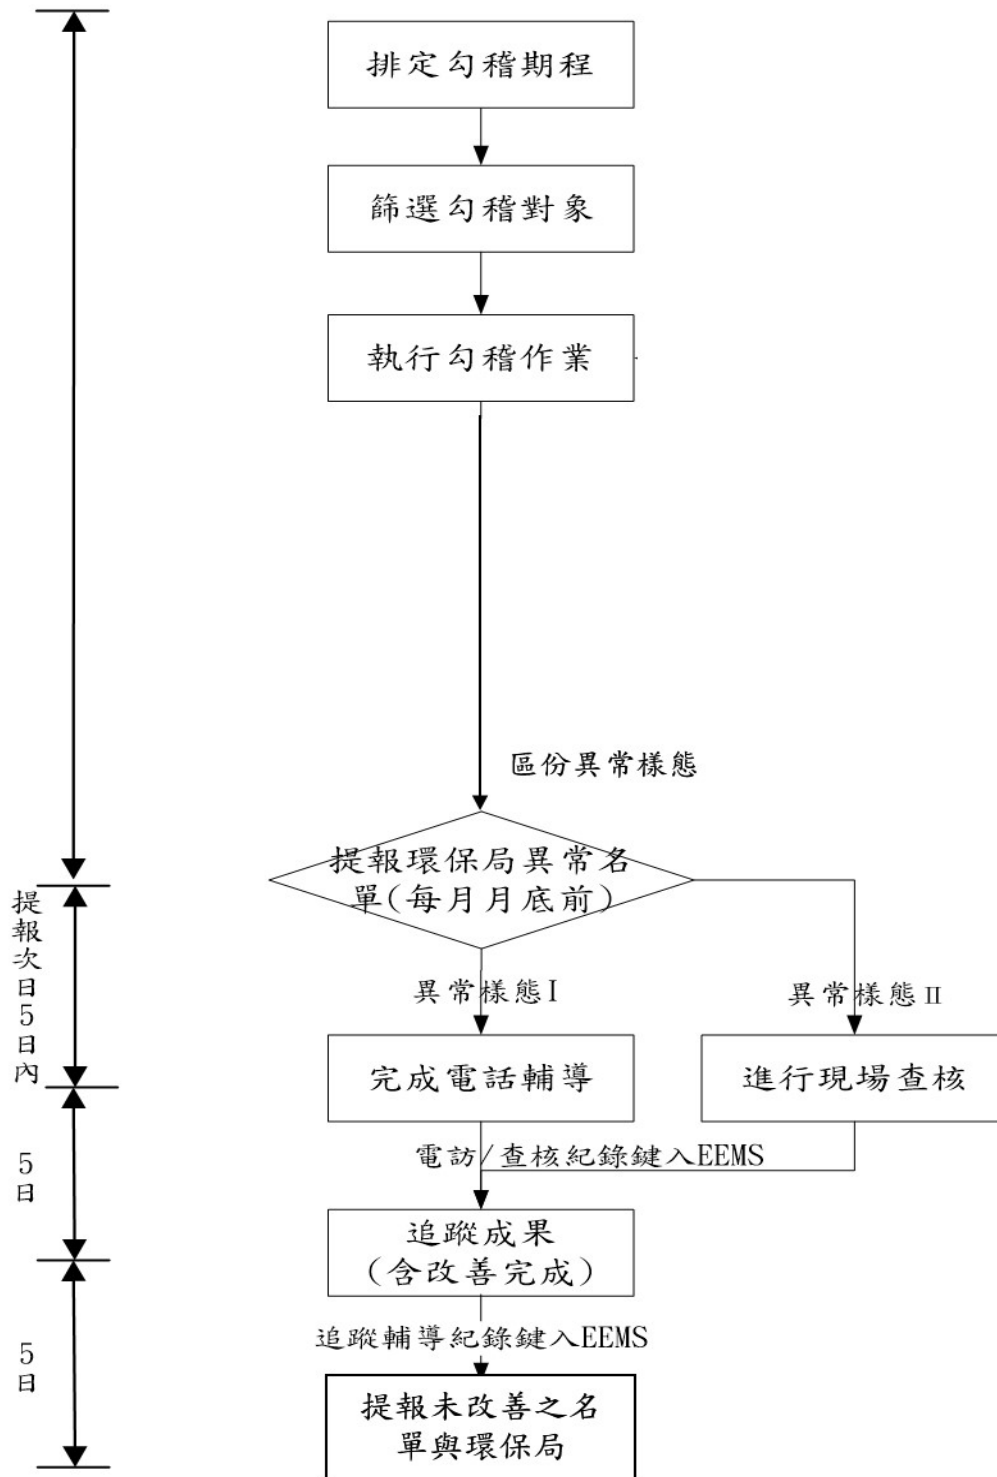 排定勾稽期程
篩選勾稽對象
執行勾稽作業
區份異常樣態
提報環保局異常名
單(每月月底前)
提報次日5日內
異常樣態I
異常樣態Ⅱ
完成電話輔導
進行現場查核
電訪/查核紀錄鍵入EEMS
5日
追蹤成果
(含改善完成)
追蹤輔導紀錄鍵入EEMS
5日
提報未改善之名
單與環保局